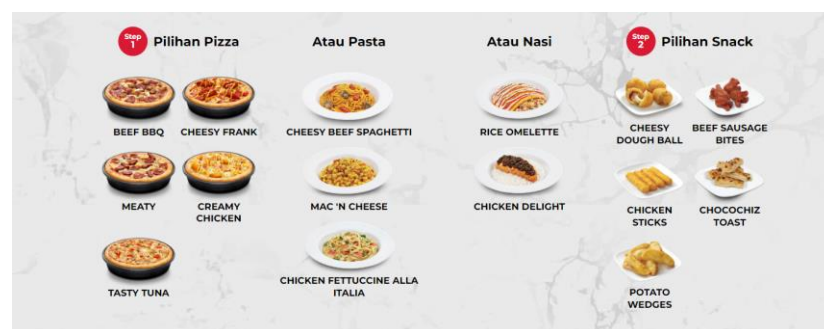 Step
1
Pilihan Pizza
Atau Pasta
Atau Nasi
Step
2
Pilihan Snack
BEEF BBQ
CHEESY FRANK
CHEESY BEEF SPAGHETTI
RICE OMELETTE
CHEESY
DOUGH BALL
BEEF SAUSAGE
BITES
MEATY
CREAMY
CHICKEN
MAC 'N CHEESE
CHICKEN DELIGHT
CHICKEN
STICKS
CHOCOCHIZ
TOAST
TASTY TUNA
CHICKEN FETTUCCINE ALLA
ITALIA
POTATO
WEDGES